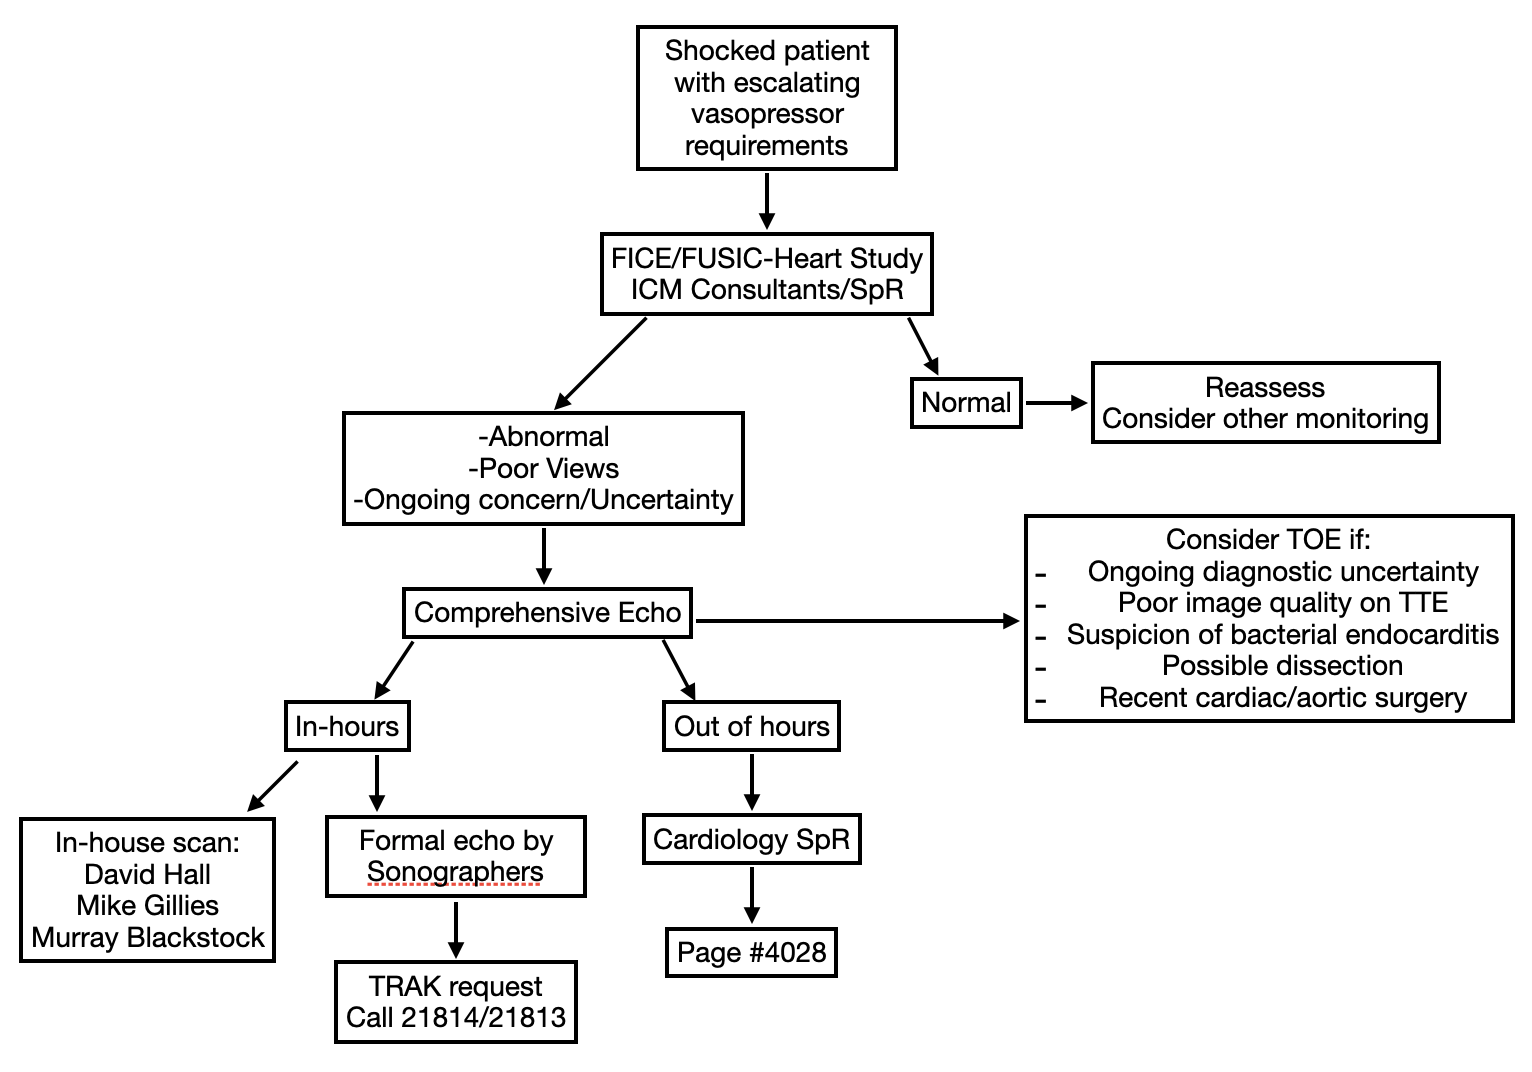 Shocked patient
with escalating
vasopressor
requirements
FICE/FUSIC-Heart Study
ICM Consultants/SpR
Normal
Reassess
Consider other monitoring
-Abnormal
-Poor Views
-Ongoing concern/Uncertainty
Comprehensive Echo
Consider TOE if:
- Ongoing diagnostic uncertainty
- Poor image quality on TTE
- Suspicion of bacterial endocarditis
- Possible dissection
- Recent cardiac/aortic surgery
In-hours
Out of hours
In-house scan:
David Hall
Mike Gillies
Murray Blackstock
Formal echo by
Sonographers
Cardiology SpR
TRAK request
Call 21814/21813
Page #4028